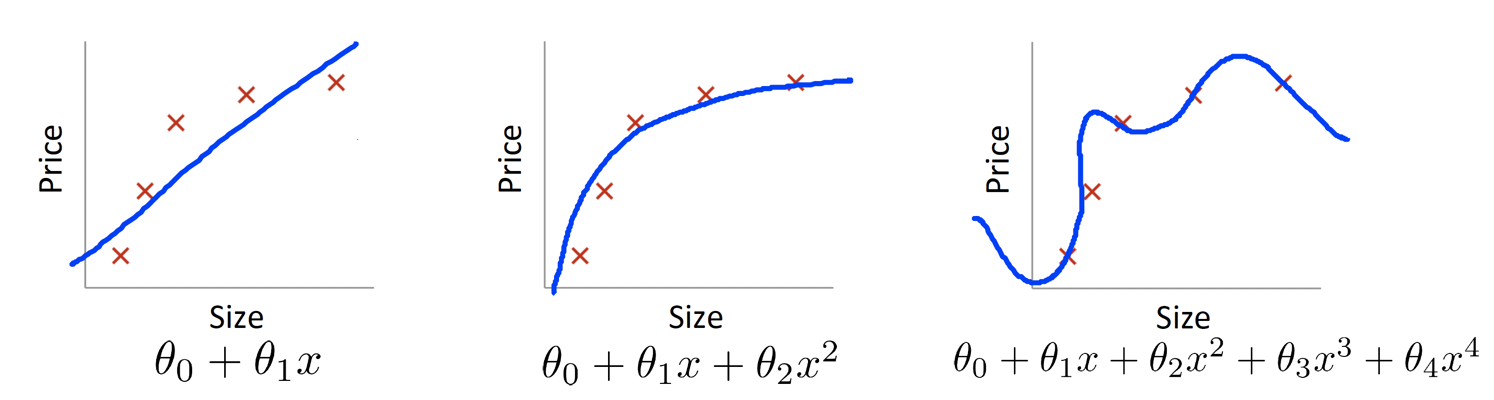 Price
Size
θ₀ + θ₁x
Price
Size
θ₀ + θ₁x + θ₂x²
Price
Size
θ₀ + θ₁x + θ₂x² + θ₃x³ + θ₄x⁴